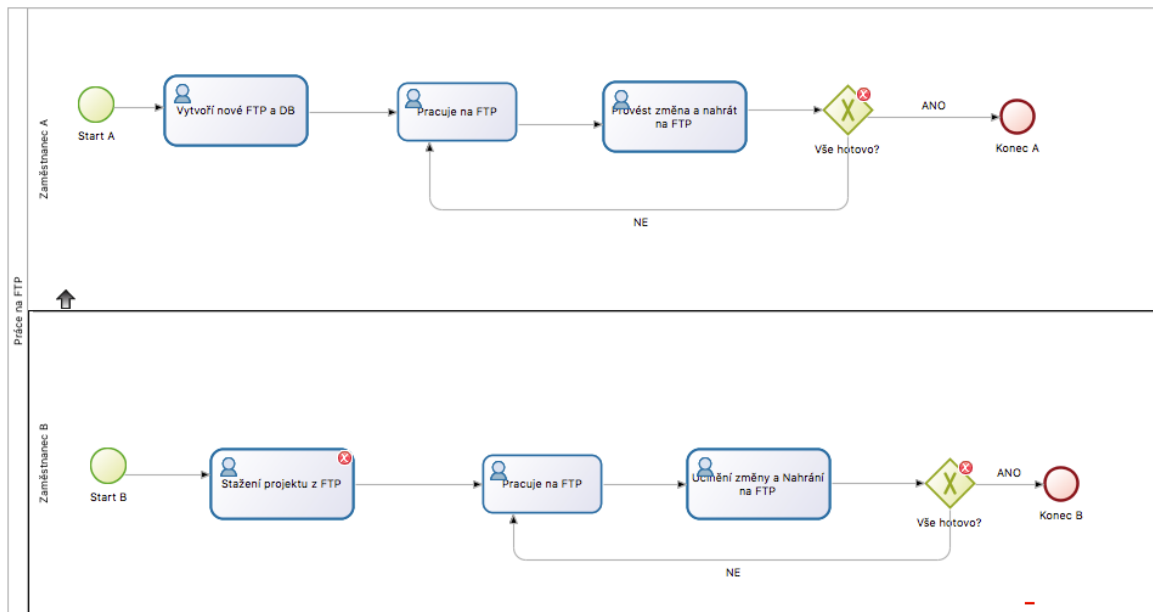 Práce na FTP
Zaměstnanec A
Start A
Vytvoří nové FTP a DB
Pracuje na FTP
Provést změna a nahrát
na FTP
Vše hotovo?
ANO
Konec A
NE
Zaměstnanec B
Start B
Stažení projektu z FTP
Pracuje na FTP
Učinění změny a Nahrání
na FTP
Vše hotovo?
ANO
Konec B
NE